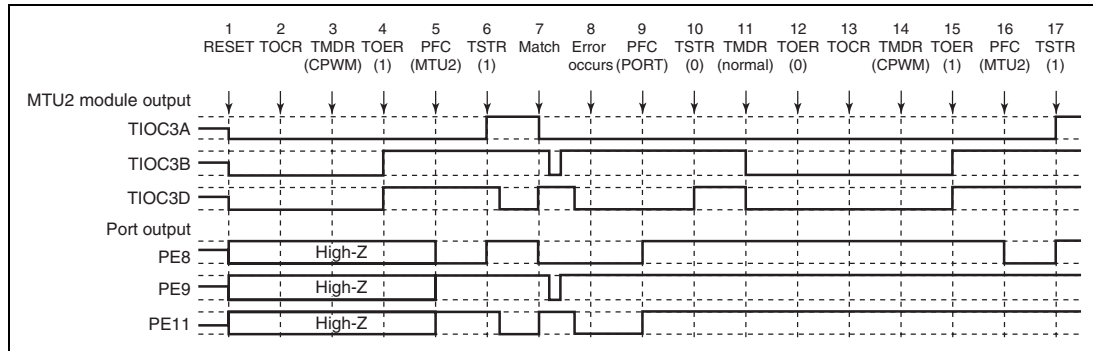 1 2 3 4 5 6 7 8 9 10 11 12 13 14 15 16 17
RESET TOCR TMDR TOER PFC TSTR Match Error PFC TSTR TMDR TOER TOCR TMDR TOER PFC TSTR
(CPWM) (1) (MTU2) (1) occurs (PORT) (0) (normal) (0) (CPWM) (1) (MTU2) (1)
MTU2 module output
TIOC3A
TIOC3B
TIOC3D
Port output
PE8 High-Z
PE9 High-Z
PE11 High-Z